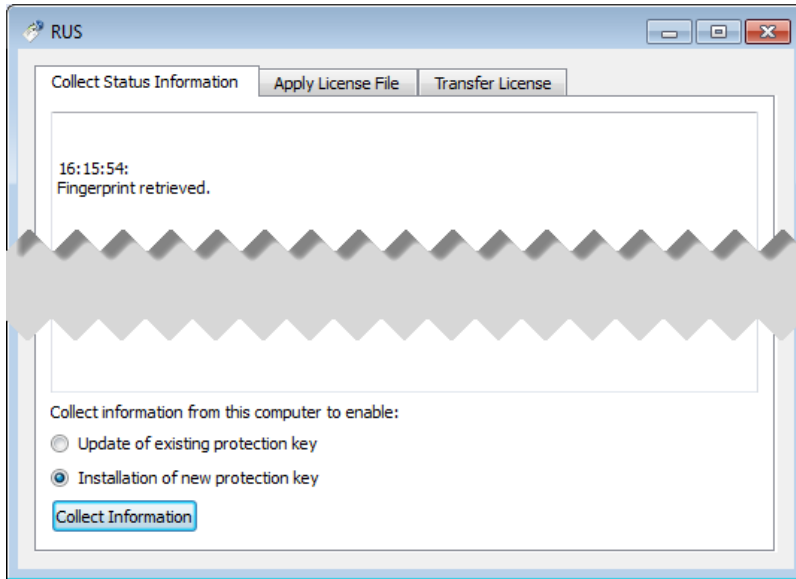 RUS
Collect Status Information Apply License File Transfer License
16:15:54:
Fingerprint retrieved.
Collect information from this computer to enable:
Update of existing protection key
Installation of new protection key
Collect Information